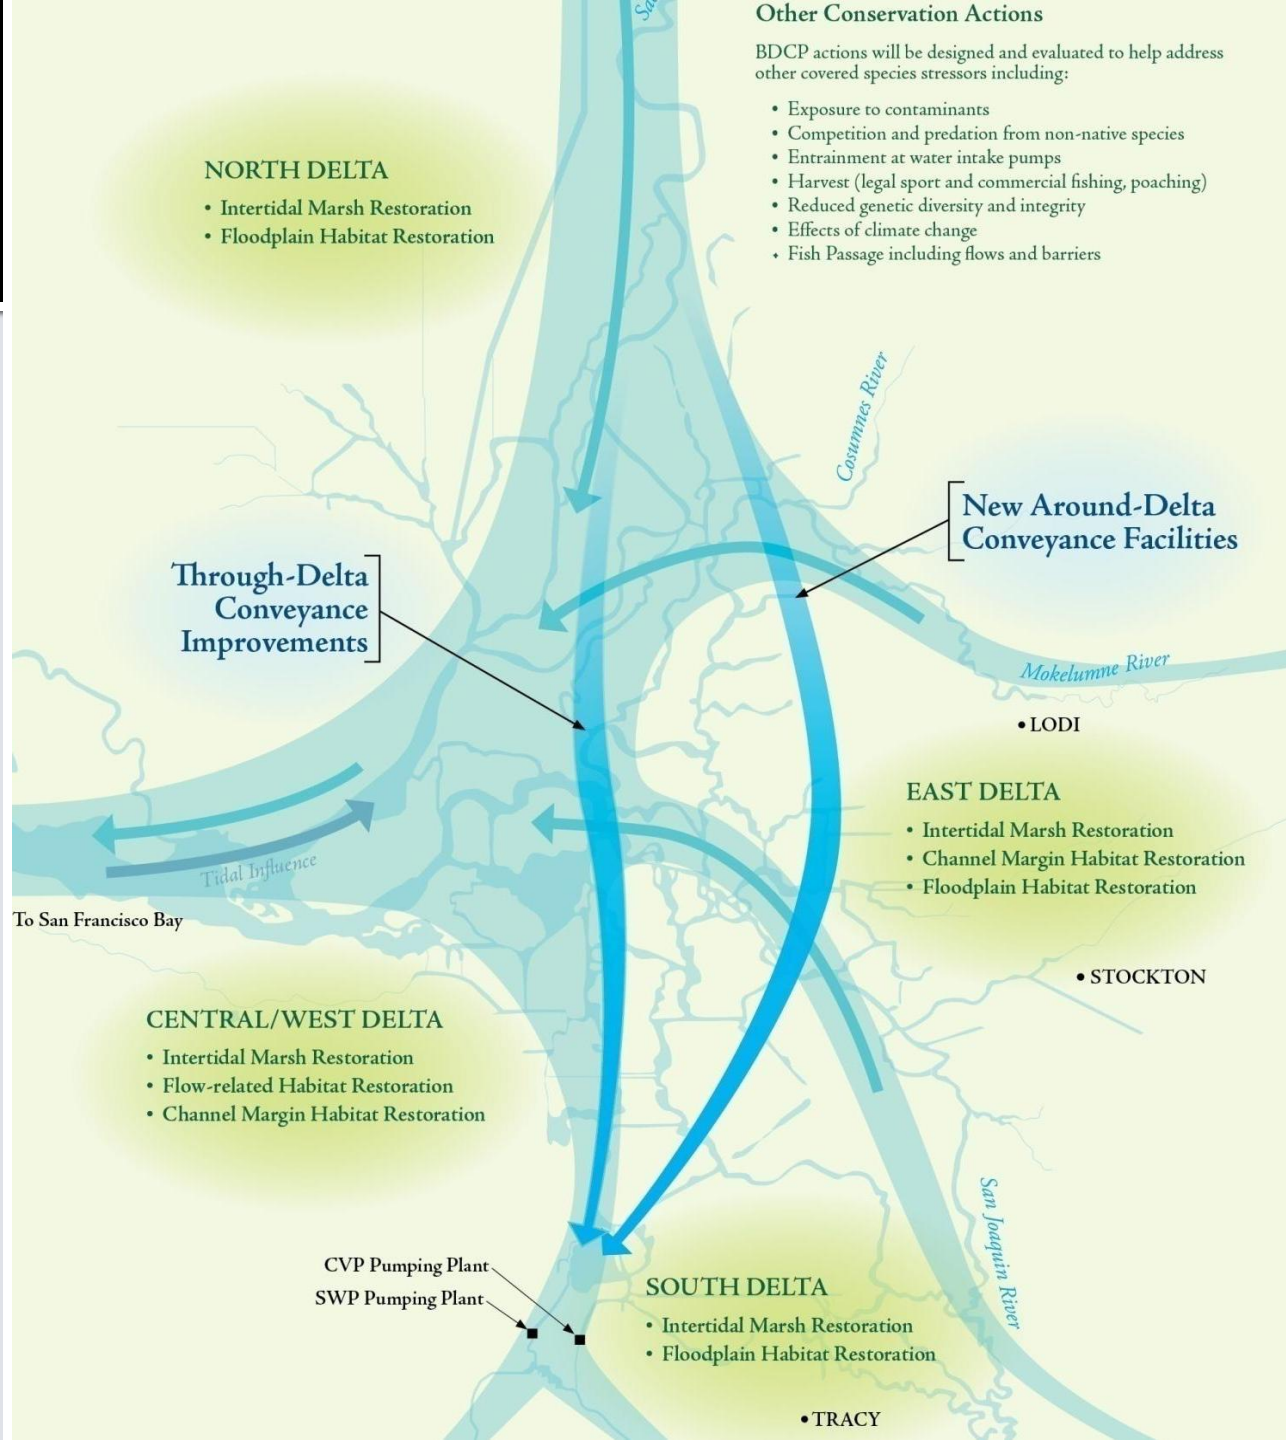 Other Conservation Actions
BDCP actions will be designed and evaluated to help address
other covered species stressors including:
• Exposure to contaminants
• Competition and predation from non-native species
• Entrainment at water intake pumps
• Harvest (legal sport and commercial fishing, poaching)
• Reduced genetic diversity and integrity
• Effects of climate change
• Fish Passage including flows and barriers
NORTH DELTA
• Intertidal Marsh Restoration
• Floodplain Habitat Restoration
Cosumnes River
New Around-Delta
Conveyance Facilities
Through-Delta
Conveyance
Improvements
Mokelumne River
• LODI
EAST DELTA
• Intertidal Marsh Restoration
• Channel Margin Habitat Restoration
• Floodplain Habitat Restoration
Tidal Influence
To San Francisco Bay
• STOCKTON
CENTRAL/WEST DELTA
• Intertidal Marsh Restoration
• Flow-related Habitat Restoration
• Channel Margin Habitat Restoration
San Joaquin River
CVP Pumping Plant
SWP Pumping Plant
SOUTH DELTA
• Intertidal Marsh Restoration
• Floodplain Habitat Restoration
• TRACY